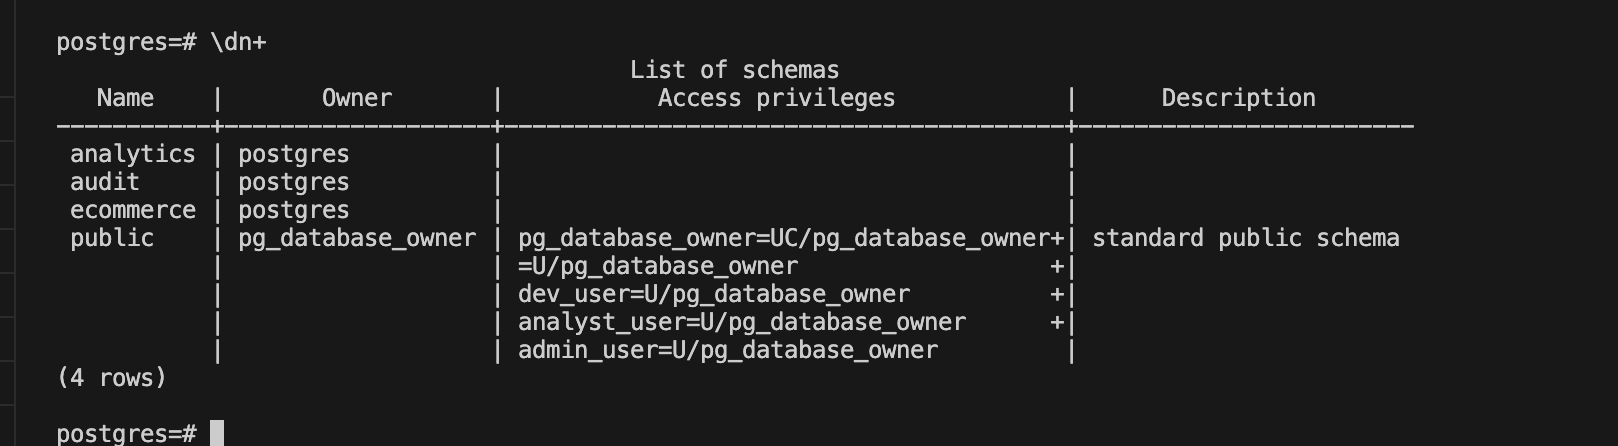 postgres=# \dn+
                                         List of schemas
   Name    |       Owner       |           Access privileges            |      Description
-----------+-------------------+----------------------------------------+------------------------
 analytics | postgres          |                                        |
 audit     | postgres          |                                        |
 ecommerce | postgres          |                                        |
 public    | pg_database_owner | pg_database_owner=UC/pg_database_owner+| standard public schema
           |                   | =U/pg_database_owner                  +|
           |                   | dev_user=U/pg_database_owner          +|
           |                   | analyst_user=U/pg_database_owner      +|
           |                   | admin_user=U/pg_database_owner         |
(4 rows)

postgres=#